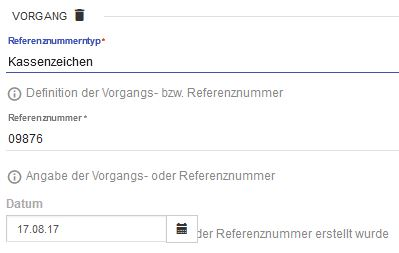 VORGANG
Referenznummerntyp*
Kassenzeichen
Definition der Vorgangs- bzw. Referenznummer
Referenznummer *
09876
Angabe der Vorgangs- oder Referenznummer
Datum
17.08.17
der Referenznummer erstellt wurde